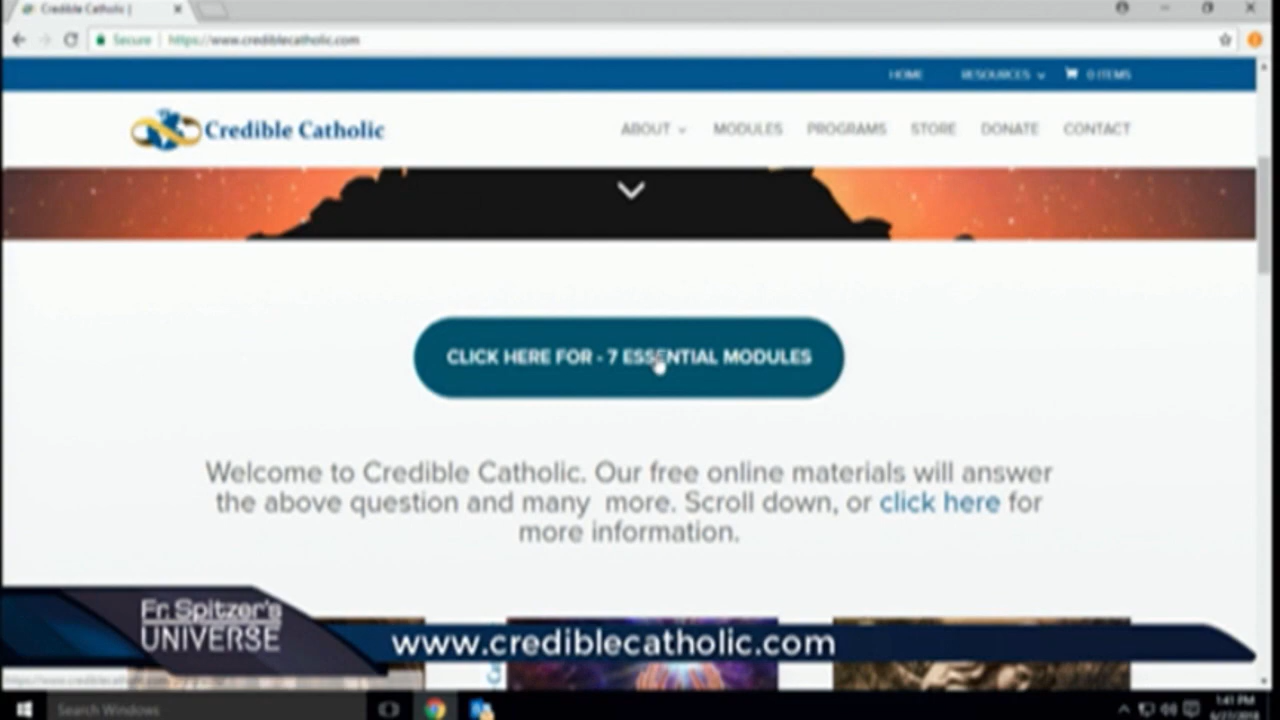 Credible Catholic |
Secure | https://www.crediblecatholic.com
HOME RESOURCES 0 ITEMS
Credible Catholic
ABOUT MODULES PROGRAMS STORE DONATE CONTACT
CLICK HERE FOR - 7 ESSENTIAL MODULES
Welcome to Credible Catholic. Our free online materials will answer
the above question and many more. Scroll down, or click here for
more information.
Fr. Spitzer's
UNIVERSE
www.crediblecatholic.com
Search Windows
1:41 PM